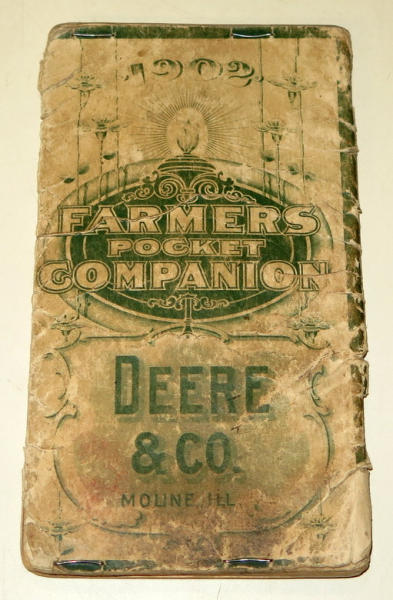 1902
FARMERS
POCKET
COMPANION
DEERE
& CO.
MOLINE, ILL.